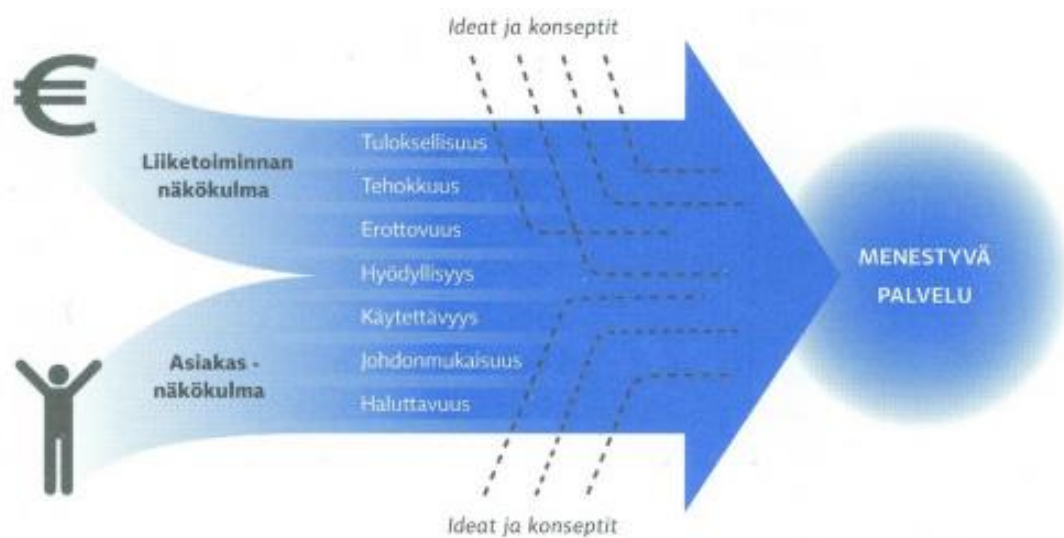 Ideat ja konseptit
€
Liiketoiminnan
näkökulma
Tuloksellisuus
Tehokkuus
Erottovuus
Hyödyllisyys
Käytettävyys
Johdonmukaisuus
Haluttavuus
Asiakas -
näkökulma
MENESTYVÄ
PALVELU
Ideat ja konseptit